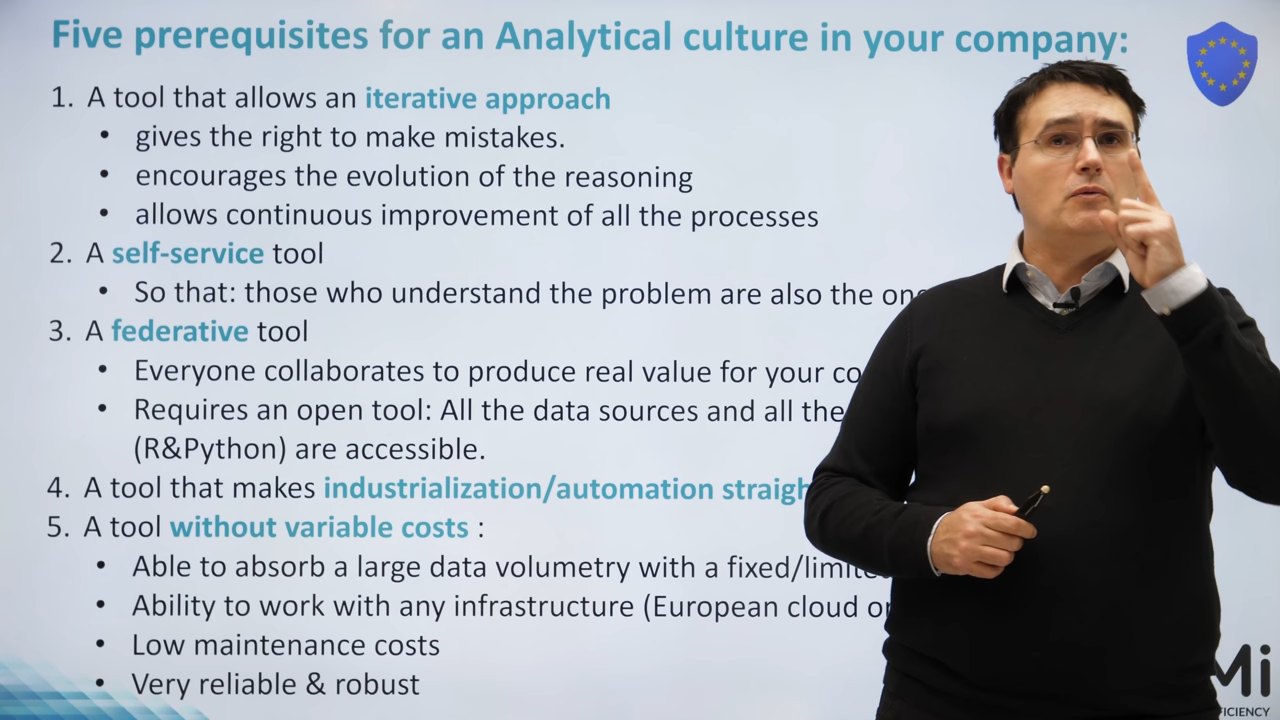 Five prerequisites for an Analytical culture in your company:
1. A tool that allows an iterative approach
• gives the right to make mistakes.
• encourages the evolution of the reasoning
• allows continuous improvement of all the processes
2. A self-service tool
• So that: those who understand the problem are also the
3. A federative tool
• Everyone collaborates to produce real value for your
• Requires an open tool: All the data sources and all the
(R&Python) are accessible.
4. A tool that makes industrialization/automation
5. A tool without variable costs :
• Able to absorb a large data volumetry with a
• Ability to work with any infrastructure (European cloud
• Low maintenance costs
• Very reliable & robust